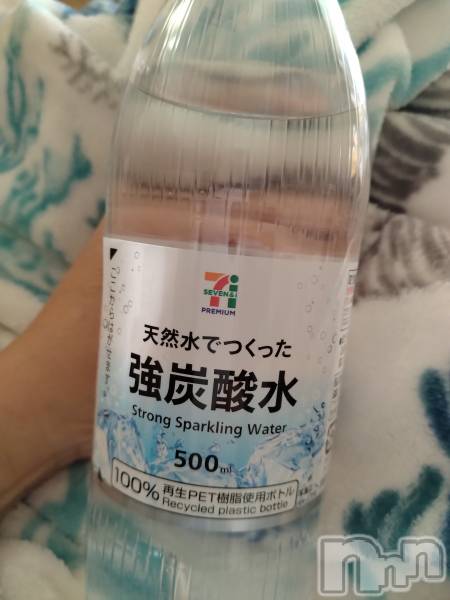 7i
SEVEN&i
PREMIUM
天然水でつくった
強炭酸水
Strong Sparkling Water
500ml
100% 再生PET樹脂使用ボトル
Recycled plastic bottle
ここからはがせます